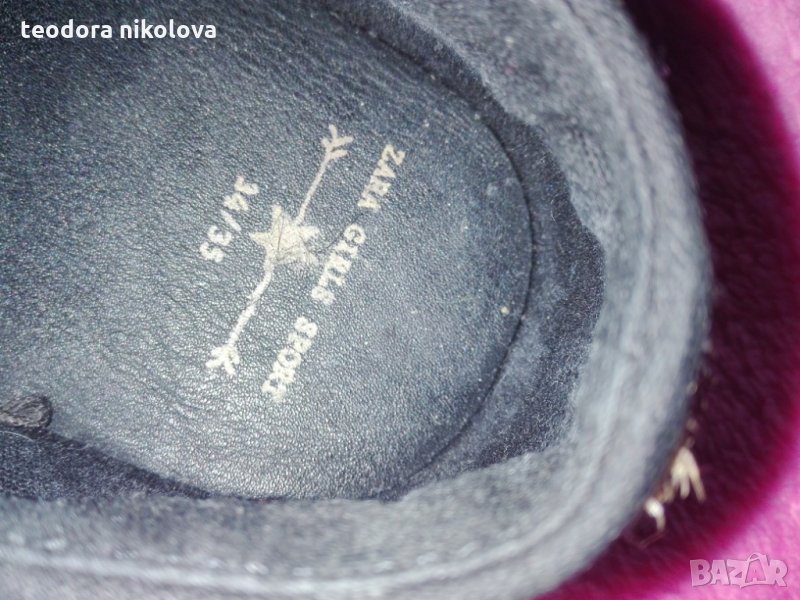 teodora nikolova
ZARA GIRLS SPORT
34/35
BAZAR